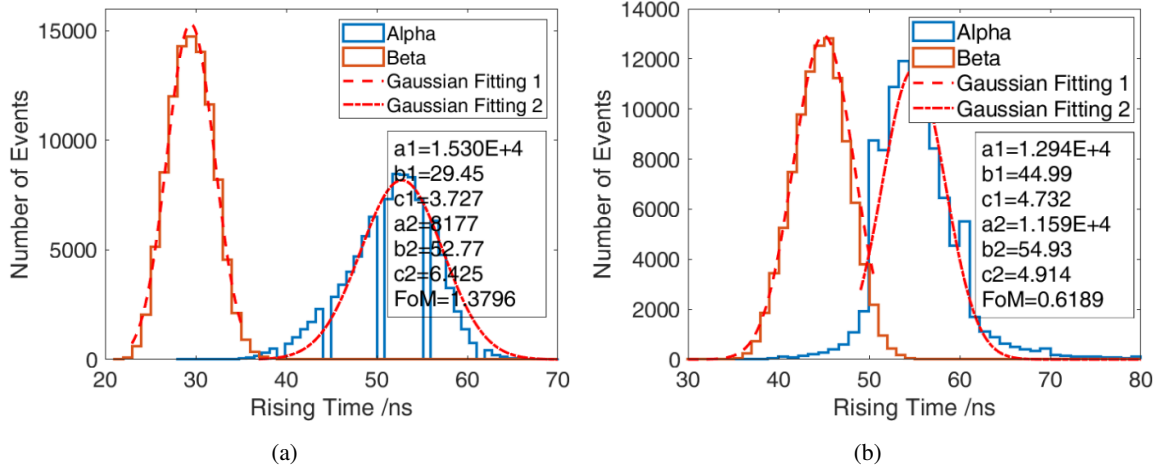 15000
10000
5000
0
Number of Events
20
30
40
50
60
70
Rising Time /ns
Alpha
Beta
Gaussian Fitting 1
Gaussian Fitting 2
a1=1.530E+4
b1=29.45
c1=3.727
a2=8177
b2=52.77
c2=6.425
FoM=1.3796
(a)
14000
12000
10000
8000
6000
4000
2000
0
Number of Events
30
40
50
60
70
80
Rising Time /ns
Alpha
Beta
Gaussian Fitting 1
Gaussian Fitting 2
a1=1.294E+4
b1=44.99
c1=4.732
a2=1.159E+4
b2=54.93
c2=4.914
FoM=0.6189
(b)